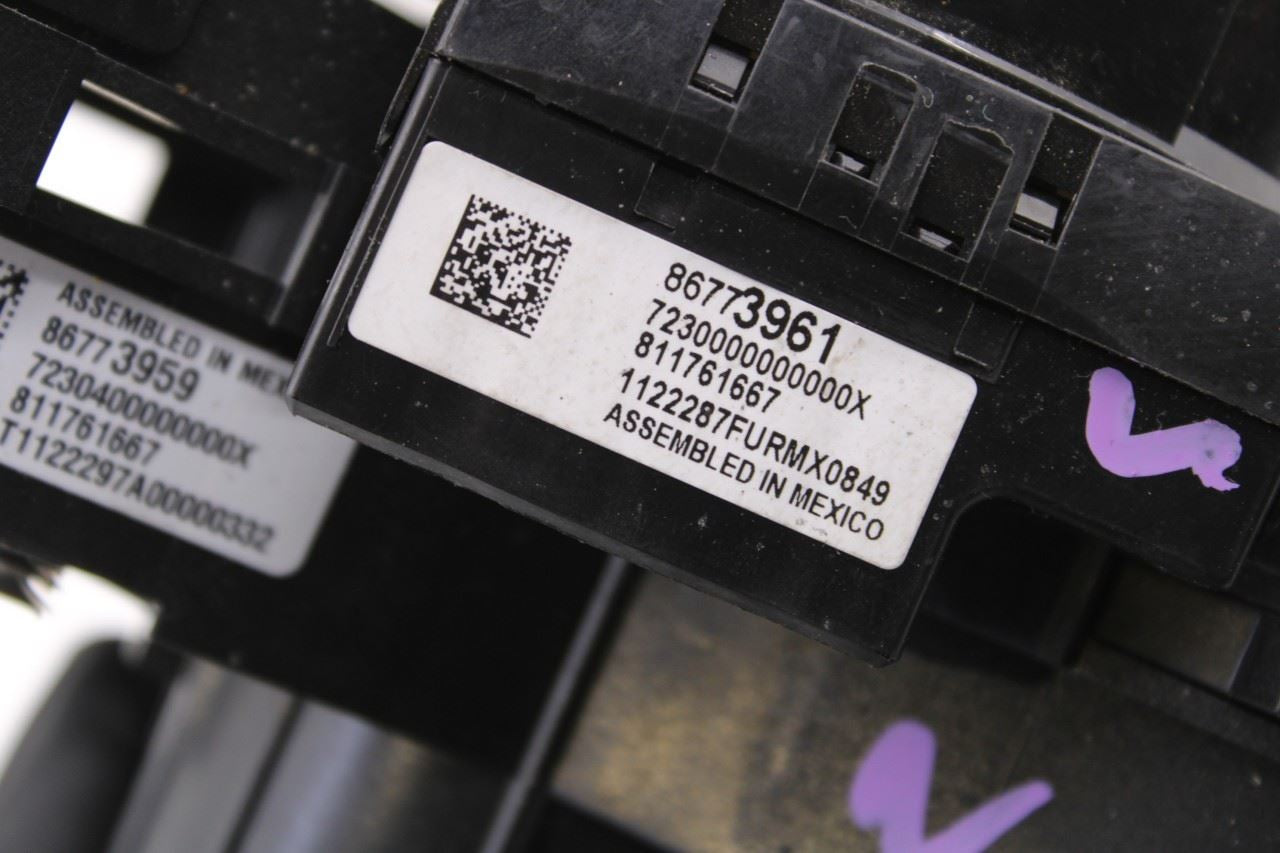 86773961
7230000000000X
811761667
1122287FURMX0849
ASSEMBLED IN MEXICO
ASSEMBLED IN MEX
86773959
7230400000000X
811761667
T1122297A00000332